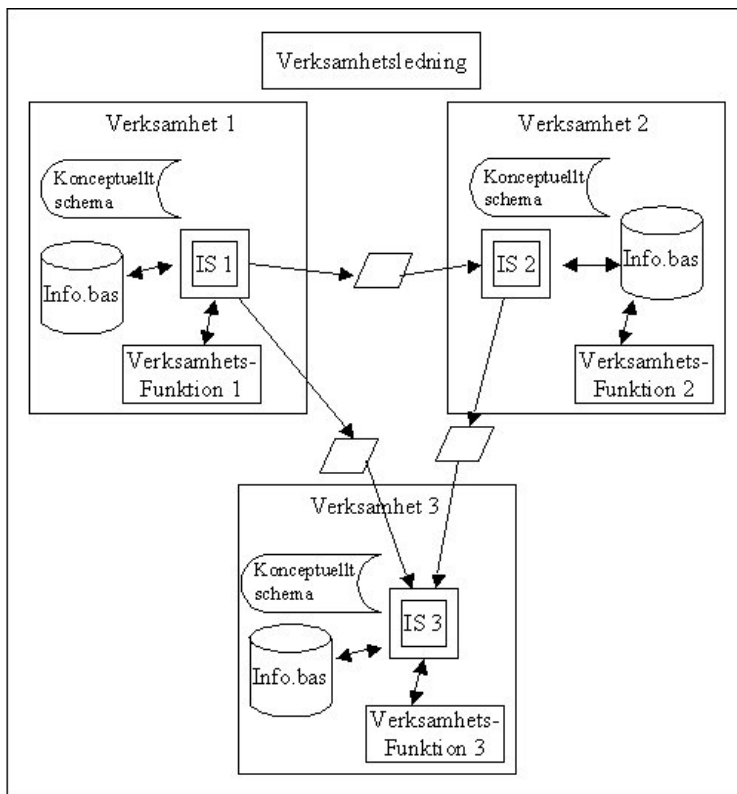 Verksamhetsledning
Verksamhet 1
Konceptuellt
schema
IS 1
Info.bas
Verksamhets-
Funktion 1
Verksamhet 2
Konceptuellt
schema
IS 2
Info.bas
Verksamhets-
Funktion 2
Verksamhet 3
Konceptuellt
schema
IS 3
Info.bas
Verksamhets-
Funktion 3